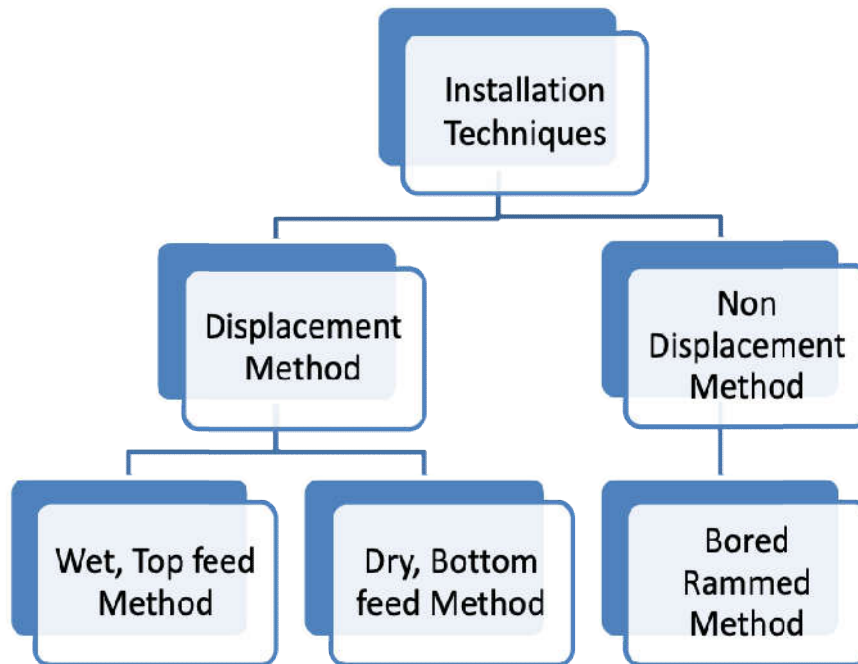 Installation
Techniques
Displacement
Method
Non
Displacement
Method
Wet, Top feed
Method
Dry, Bottom
feed Method
Bored
Rammed
Method